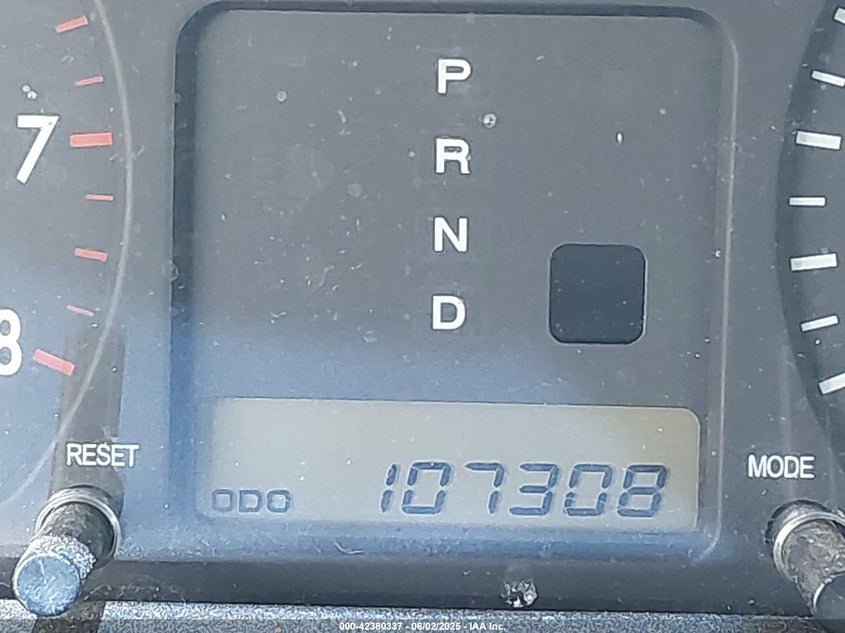 P
R
7
N
D
8
RESET
MODE
ODO 107308
000-42380337 - 06/02/2025 - IAA Inc.